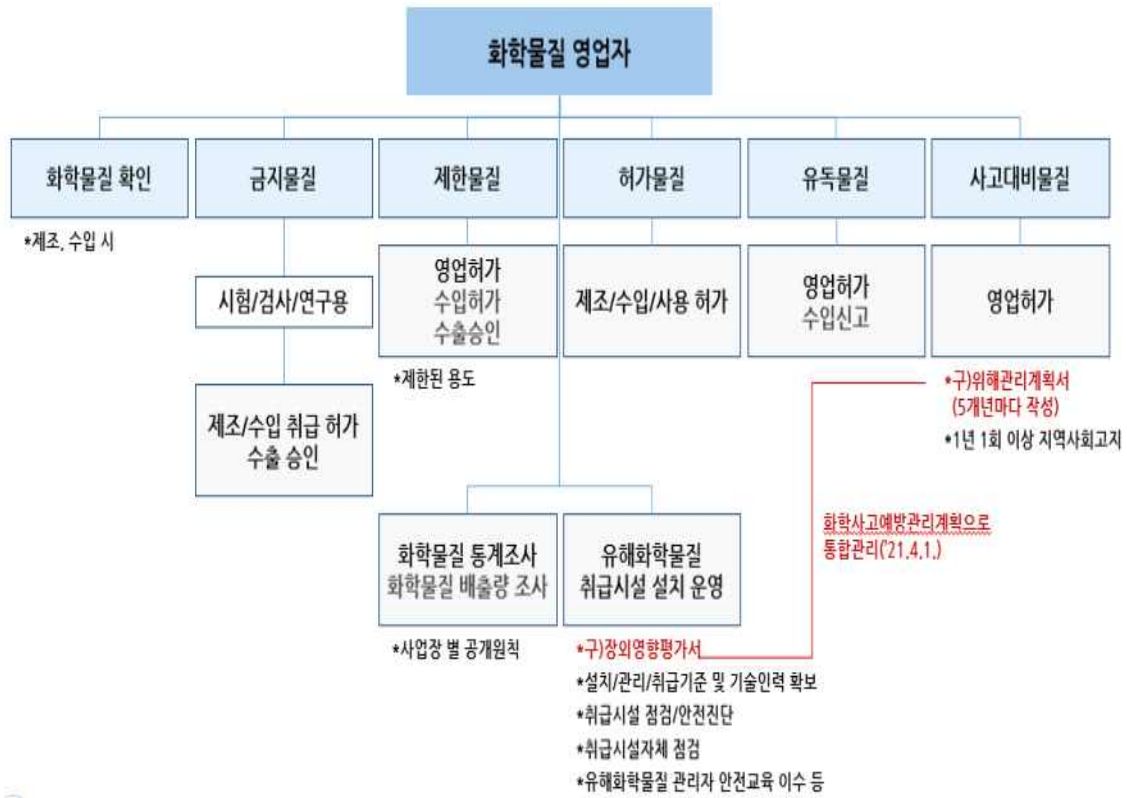 화학물질 영업자
화학물질 확인
금지물질
제한물질
허가물질
유독물질
사고대비물질
*제조, 수입 시
시험/검사/연구용
영업허가
수입허가
수출승인
제조/수입/사용 허가
영업허가
수입신고
영업허가
*제한된 용도
*구)위해관리계획서
(5개년마다 작성)
*1년 1회 이상 지역사회고지
제조/수입 취급 허가
수출 승인
화학물질 통계조사
화학물질 배출량 조사
유해화학물질
취급시설 설치 운영
화학사고예방관리계획으로
통합관리('21.4.1.)
*사업장 별 공개원칙
*구)장외영향평가서
*설치/관리/취급기준 및 기술인력 확보
*취급시설 점검/안전진단
*취급시설자체 점검
*유해화학물질 관리자 안전교육 이수 등